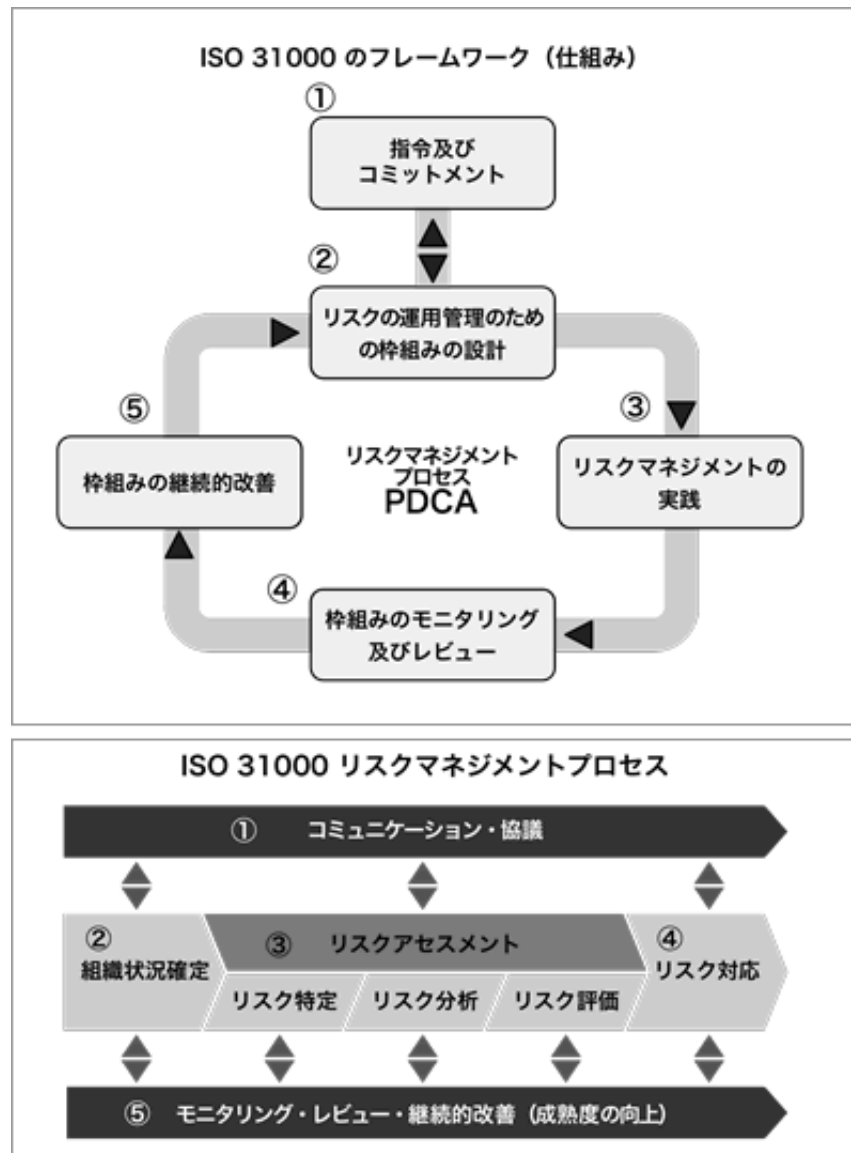 ISO 31000 のフレームワーク（仕組み）
①
指令及び
コミットメント
②
リスクの運用管理のため
の枠組みの設計
⑤
③
枠組みの継続的改善
リスクマネジメント
プロセス
PDCA
リスクマネジメントの
実践
④
枠組みのモニタリング
及びレビュー
ISO 31000 リスクマネジメントプロセス
① コミュニケーション・協議
②
組織状況確定
③ リスクアセスメント
リスク特定
リスク分析
リスク評価
④
リスク対応
⑤ モニタリング・レビュー・継続的改善（成熟度の向上）